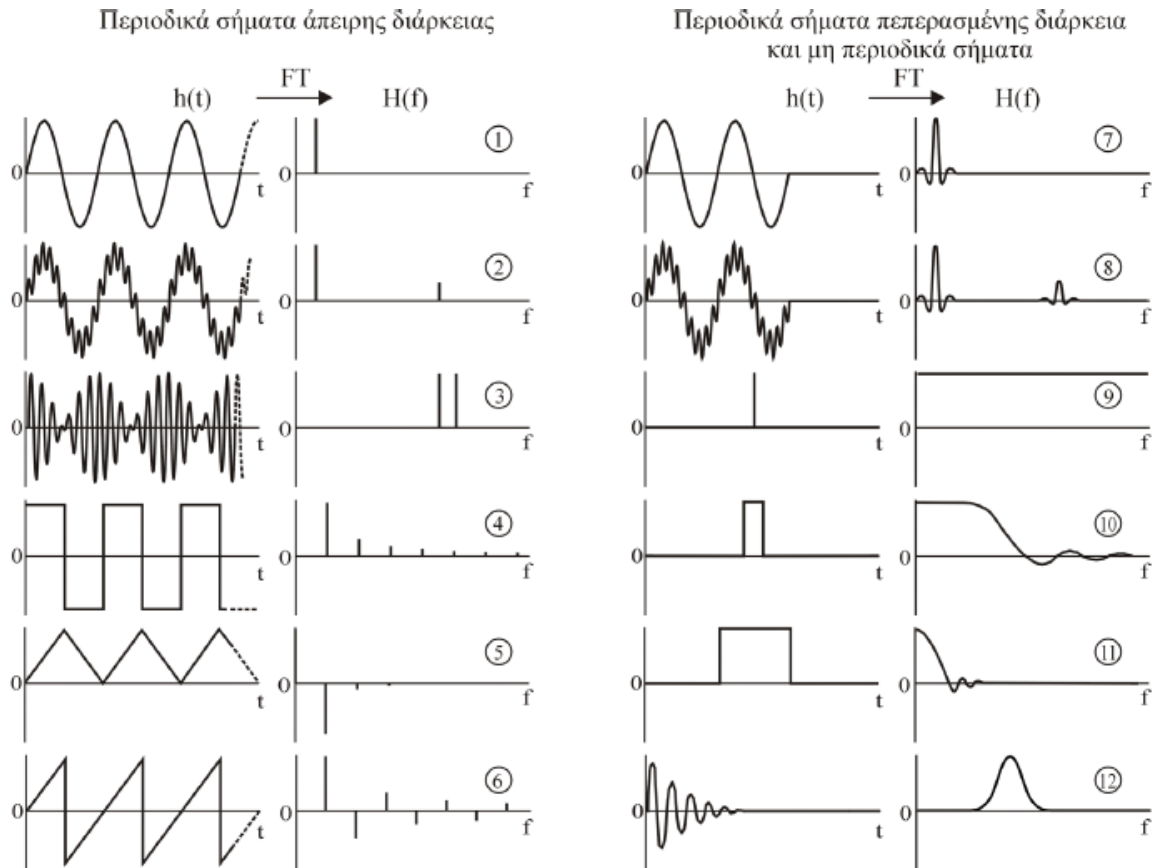 Περιοδικά σήματα άπειρης διάρκειας
FT
h(t) H(f)
0 t 0 f ①
0 t 0 f ②
0 t 0 f ③
0 t 0 f ④
0 t 0 f ⑤
0 t 0 f ⑥
Περιοδικά σήματα πεπερασμένης διάρκεια
και μη περιοδικά σήματα
FT
h(t) H(f)
0 t 0 f ⑦
0 t 0 f ⑧
0 t 0 f ⑨
0 t 0 f ⑩
0 t 0 f ⑪
0 t 0 f ⑫